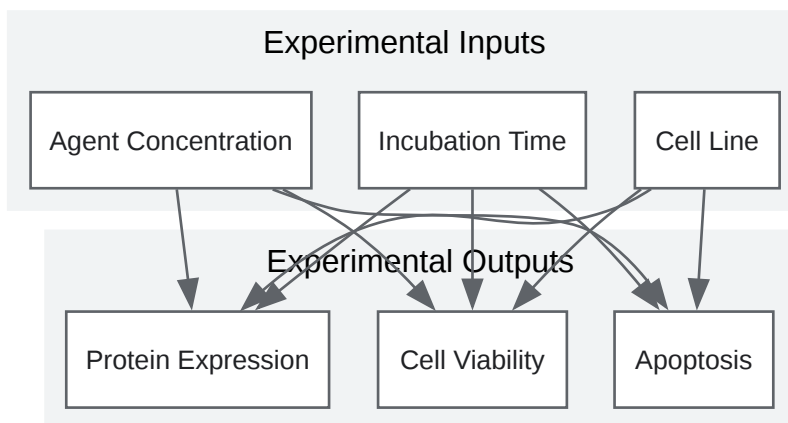 Experimental Inputs
Agent Concentration
Incubation Time
Cell Line
Experimental Outputs
Protein Expression
Cell Viability
Apoptosis